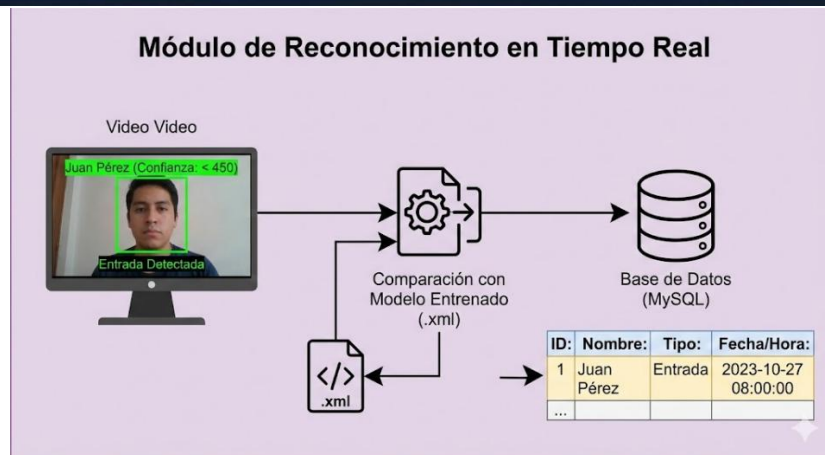 Módulo de Reconocimiento en Tiempo Real
Video Video
Juan Pérez (Confianza: < 450)
Entrada Detectada
Comparación con
Modelo Entrenado
(.xml)
Base de Datos
(MySQL)
</>
.xml
ID: Nombre: Tipo: Fecha/Hora:
1 Juan Pérez Entrada 2023-10-27 08:00:00
...